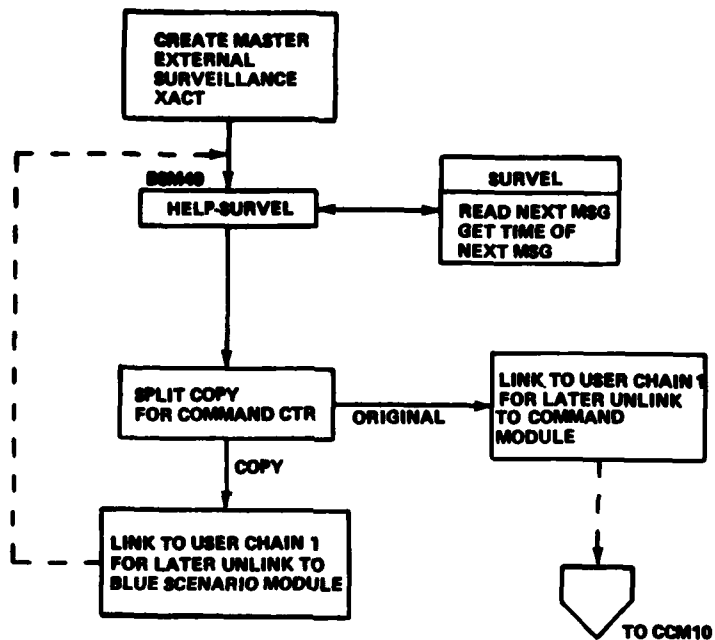 CREATE MASTER
EXTERNAL
SURVEILLANCE
XACT
BSM40
HELP-SURVEL
SURVEL
READ NEXT MSG
GET TIME OF
NEXT MSG
SPLIT COPY
FOR COMMAND CTR
ORIGINAL
LINK TO USER CHAIN 1
FOR LATER UNLINK
TO COMMAND
MODULE
COPY
LINK TO USER CHAIN 1
FOR LATER UNLINK TO
BLUE SCENARIO MODULE
TO CCM10